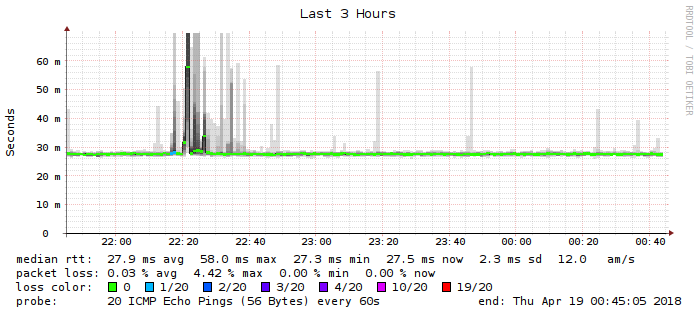 Last 3 Hours
RRDTOOL / TOBI OETIKER
Seconds
60 m
50 m
40 m
30 m
20 m
10 m
0
22:00 22:20 22:40 23:00 23:20 23:40 00:00 00:20 00:40
median rtt: 27.9 ms avg 58.0 ms max 27.3 ms min 27.5 ms now 2.3 ms sd 12.0 am/s
packet loss: 0.03 % avg 4.42 % max 0.00 % min 0.00 % now
loss color: 0 1/20 2/20 3/20 4/20 10/20 19/20
probe: 20 ICMP Echo Pings (56 Bytes) every 60s end: Thu Apr 19 00:45:05 2018